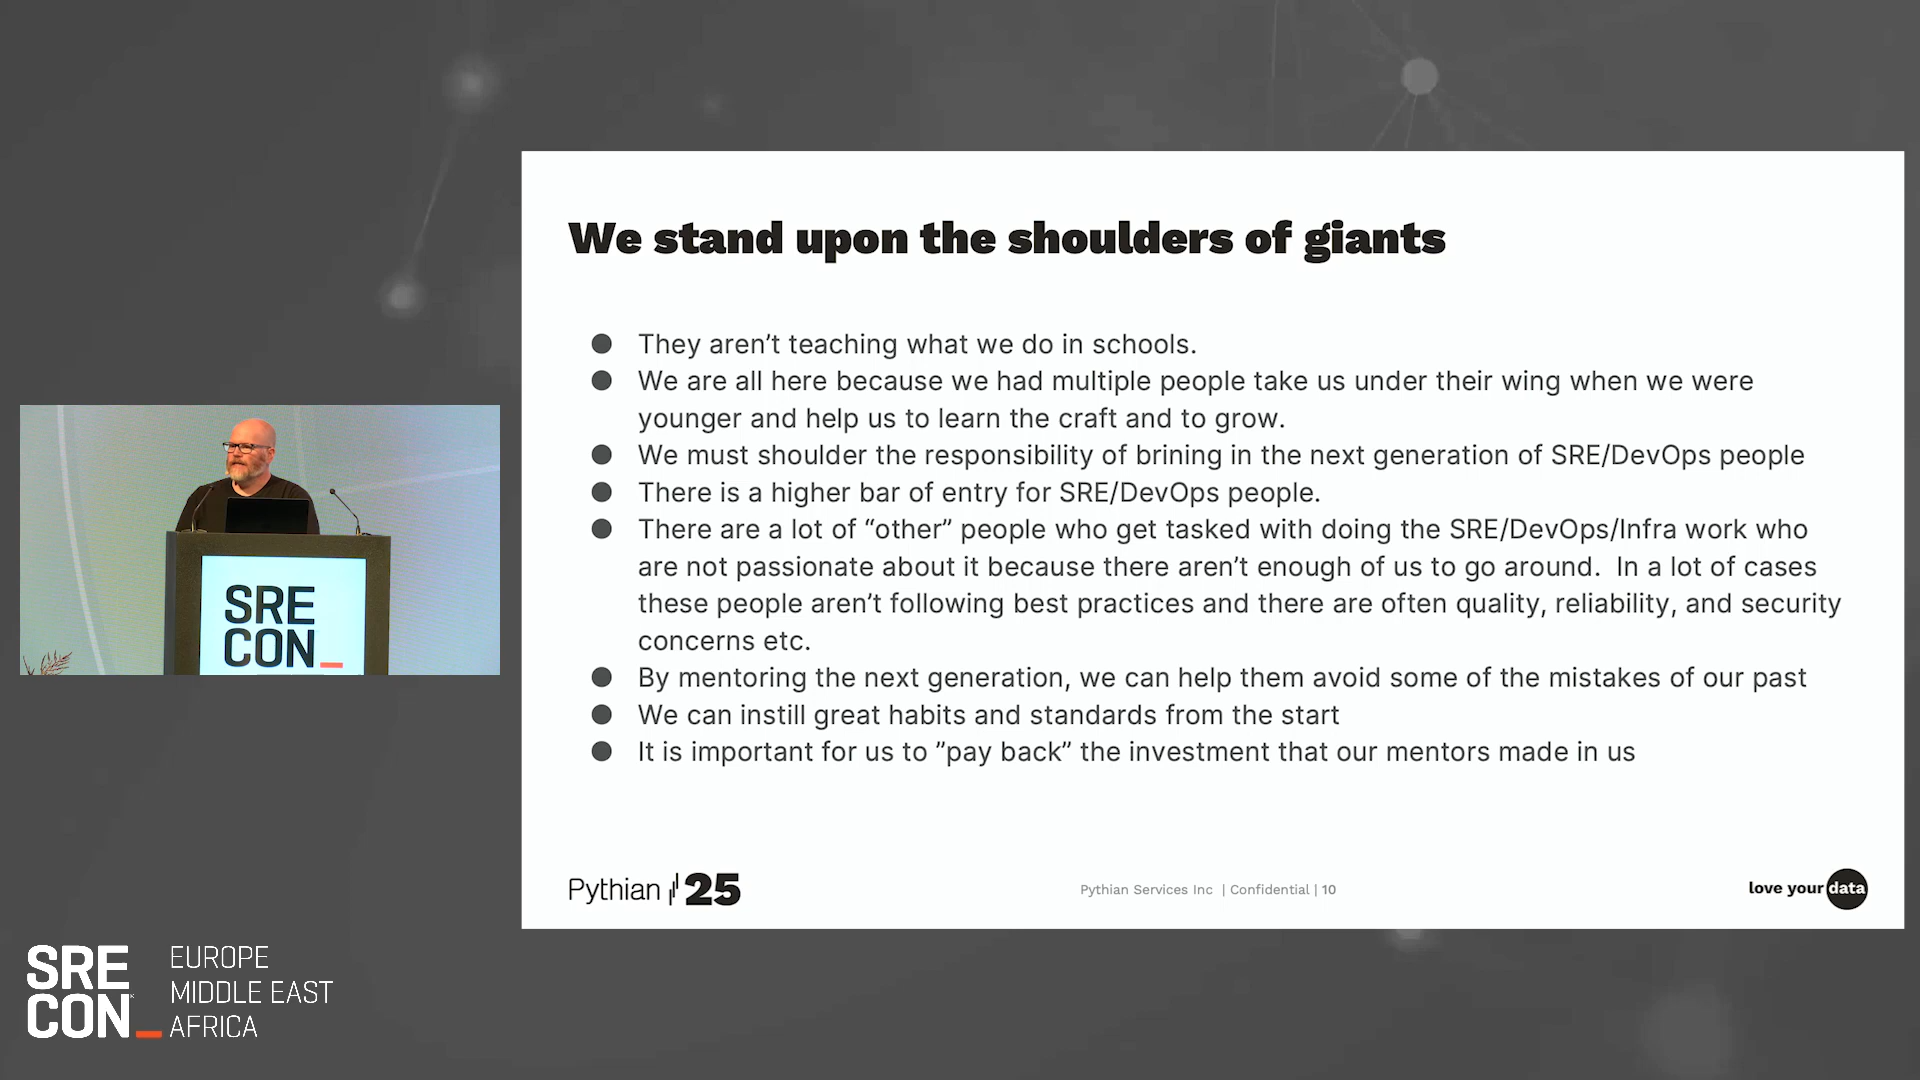 We stand upon the shoulders of giants
● They aren’t teaching what we do in schools.
● We are all here because we had multiple people take us under their wing when we were
younger and help us to learn the craft and to grow.
● We must shoulder the responsibility of brining in the next generation of SRE/DevOps people
● There is a higher bar of entry for SRE/DevOps people.
● There are a lot of “other” people who get tasked with doing the SRE/DevOps/Infra work who
are not passionate about it because there aren’t enough of us to go around.  In a lot of cases
these people aren’t following best practices and there are often quality, reliability, and security
concerns etc.
● By mentoring the next generation, we can help them avoid some of the mistakes of our past
● We can instill great habits and standards from the start
● It is important for us to ”pay back” the investment that our mentors made in us
Pythian 25
Pythian Services Inc | Confidential | 10
love your data
SRE
CON_
SRE
CON_
EUROPE
MIDDLE EAST
AFRICA